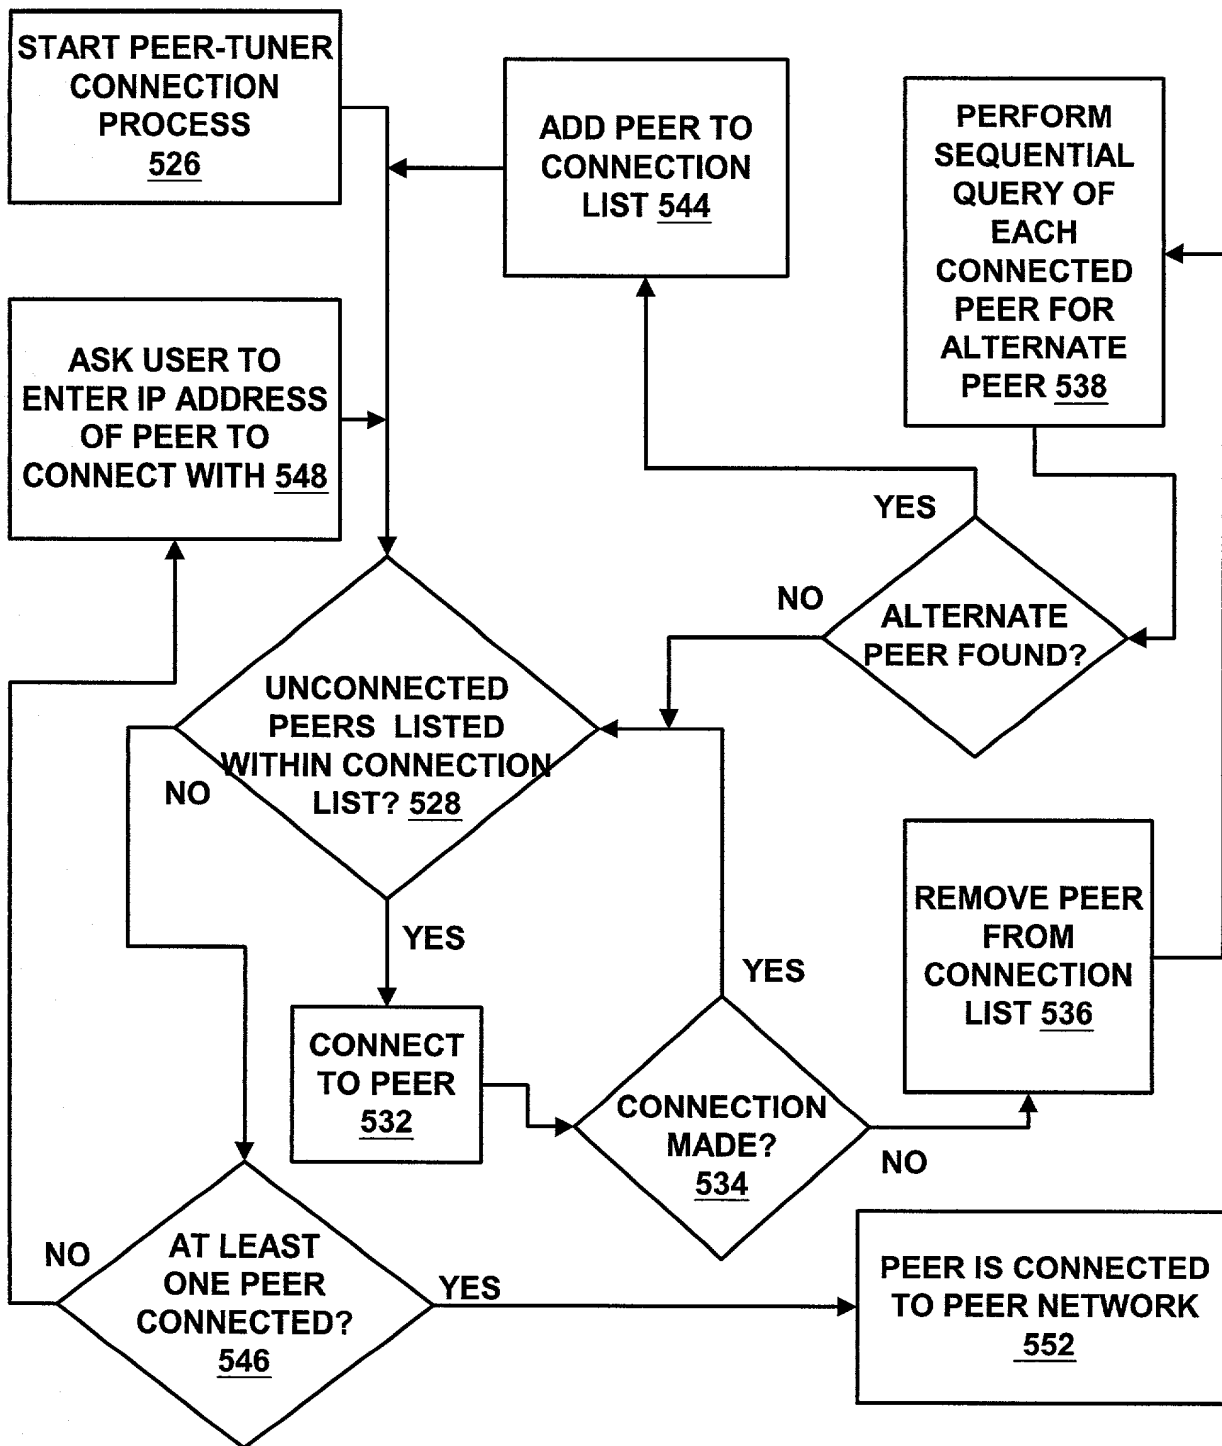 START PEER-TUNER
CONNECTION
PROCESS
526
ADD PEER TO
CONNECTION
LIST 544
PERFORM
SEQUENTIAL
QUERY OF
EACH
CONNECTED
PEER FOR
ALTERNATE
PEER 538
ASK USER TO
ENTER IP ADDRESS
OF PEER TO
CONNECT WITH 548
YES
NO
ALTERNATE
PEER FOUND?
UNCONNECTED
PEERS LISTED
WITHIN CONNECTION
LIST? 528
NO
YES
REMOVE PEER
FROM
CONNECTION
LIST 536
YES
CONNECT
TO PEER
532
CONNECTION
MADE?
534
NO
NO
AT LEAST
ONE PEER
CONNECTED?
546
YES
PEER IS CONNECTED
TO PEER NETWORK
552